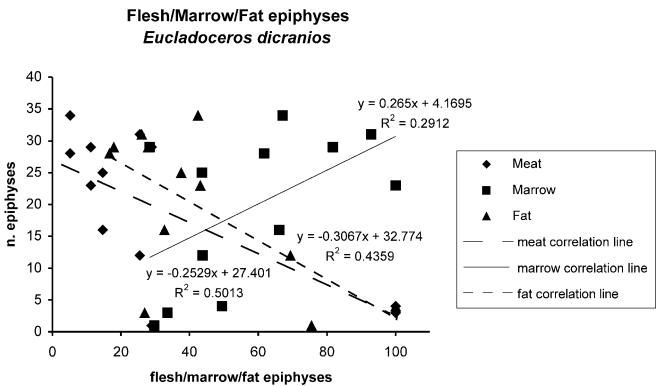 Flesh/Marrow/Fat epiphyses
Eucladoceros dicranios
40
35
30
25
20
15
10
5
0
n. epiphyses
y = 0.265x + 4.1695
R² = 0.2912
y = -0.3067x + 32.774
R² = 0.4359
y = -0.2529x + 27.401
R² = 0.5013
0 20 40 60 80 100
flesh/marrow/fat epiphyses
Meat
Marrow
Fat
meat correlation line
marrow correlation line
fat correlation line